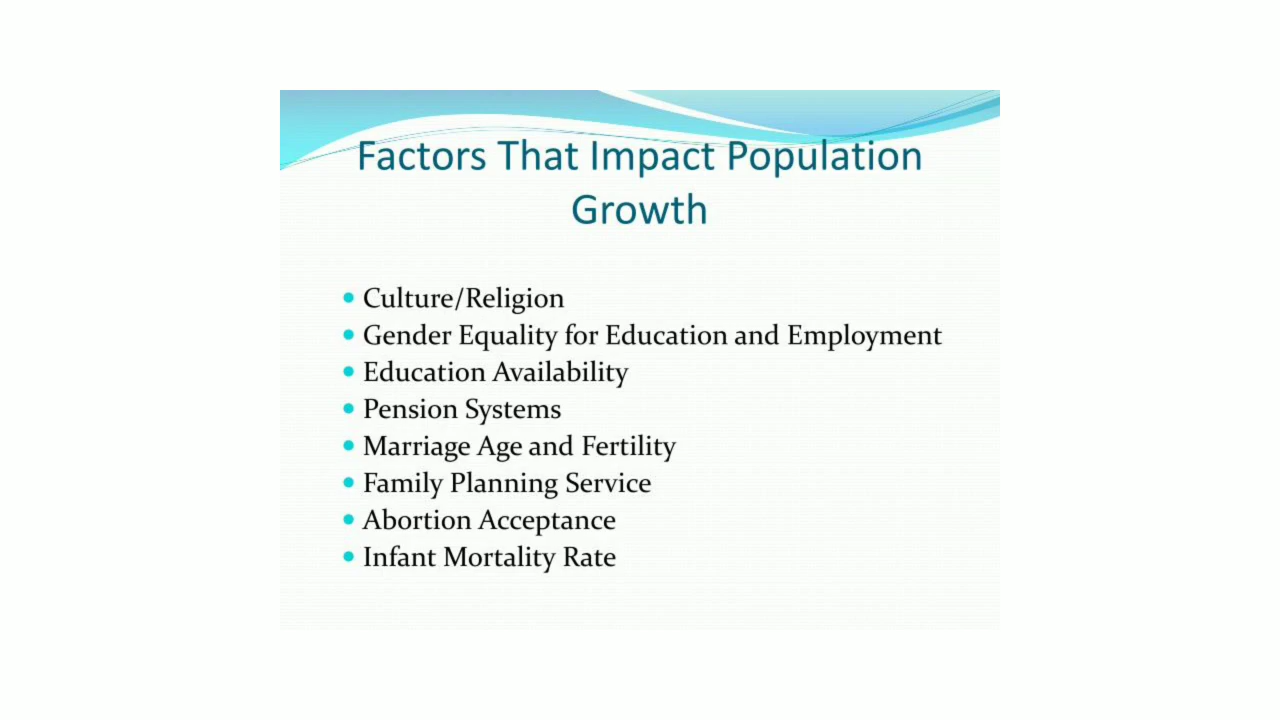 Factors That Impact Population
Growth
• Culture/Religion
• Gender Equality for Education and Employment
• Education Availability
• Pension Systems
• Marriage Age and Fertility
• Family Planning Service
• Abortion Acceptance
• Infant Mortality Rate